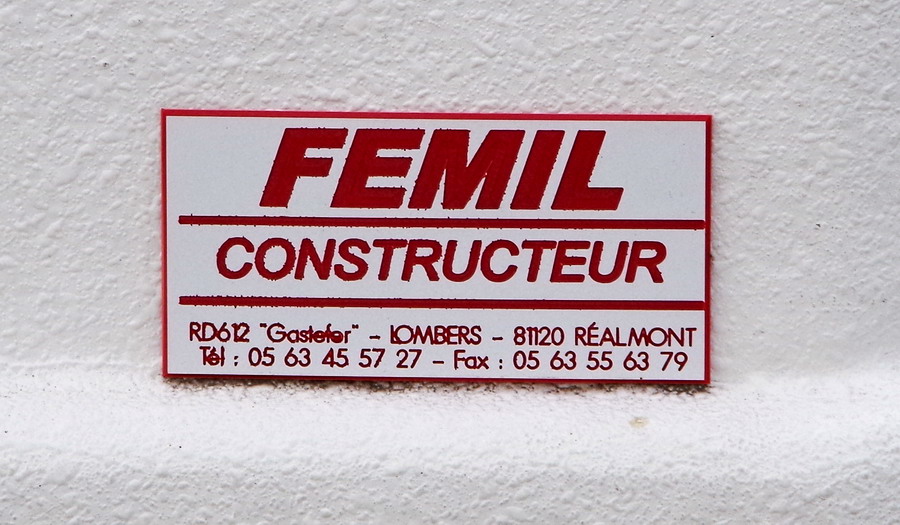 FEMIL
CONSTRUCTEUR
RD612 "Gastefer" - LOMBERS - 81120 RÉALMONT
Tél : 05 63 45 57 27 - Fax : 05 63 55 63 79